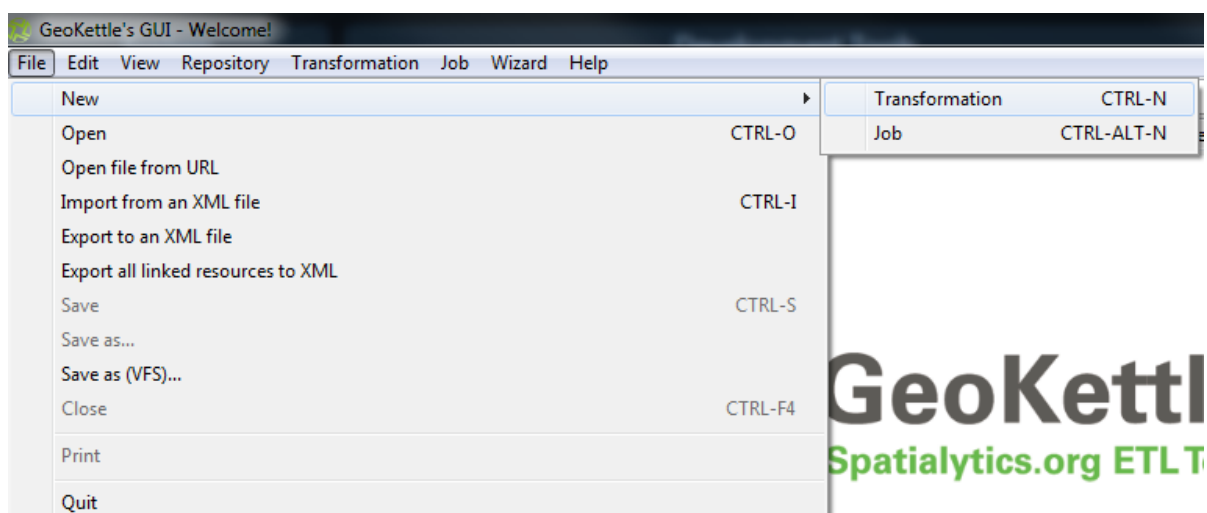 GeoKettle's GUI - Welcome!
File Edit View Repository Transformation Job Wizard Help
New
Transformation CTRL-N
Open CTRL-O
Job CTRL-ALT-N
Open file from URL
Import from an XML file CTRL-I
Export to an XML file
Export all linked resources to XML
Save CTRL-S
Save as...
Save as (VFS)...
Close CTRL-F4
Print
Quit
GeoKettl
Spatialytics.org ETL T